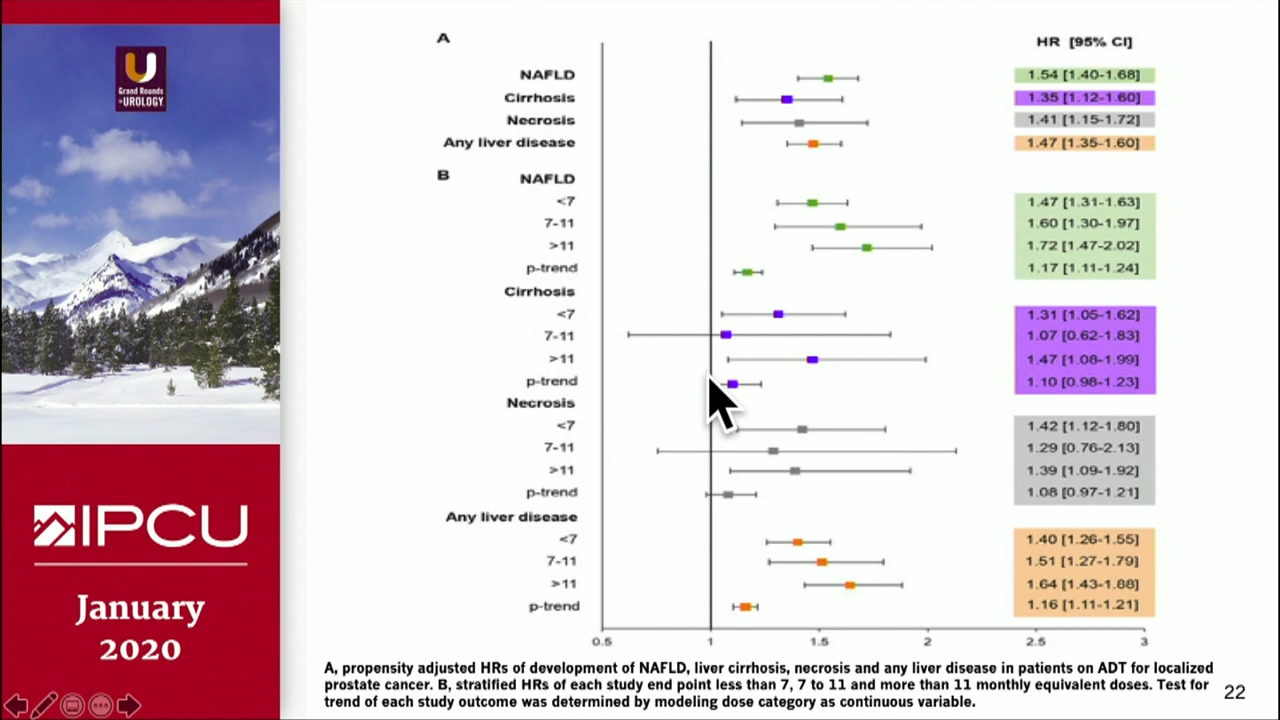 U
Grand Rounds
in UROLOGY
IPCU
January
2020
A
HR [95% CI]
NAFLD 1.54 [1.40-1.68]
Cirrhosis 1.35 [1.12-1.60]
Necrosis 1.41 [1.15-1.72]
Any liver disease 1.47 [1.35-1.60]
B NAFLD
<7 1.47 [1.31-1.63]
7-11 1.60 [1.30-1.97]
>11 1.72 [1.47-2.02]
p-trend 1.17 [1.11-1.24]
Cirrhosis
<7 1.31 [1.05-1.62]
7-11 1.07 [0.62-1.83]
>11 1.47 [1.08-1.99]
p-trend 1.10 [0.98-1.23]
Necrosis
<7 1.42 [1.12-1.80]
7-11 1.29 [0.76-2.13]
>11 1.39 [1.09-1.92]
p-trend 1.08 [0.97-1.21]
Any liver disease
<7 1.40 [1.26-1.55]
7-11 1.51 [1.27-1.79]
>11 1.64 [1.43-1.88]
p-trend 1.16 [1.11-1.21]
0.5 1 1.5 2 2.5 3
A, propensity adjusted HRs of development of NAFLD, liver cirrhosis, necrosis and any liver disease in patients on ADT for localized
prostate cancer. B, stratified HRs of each study end point less than 7, 7 to 11 and more than 11 monthly equivalent doses. Test for
trend of each study outcome was determined by modeling dose category as continuous variable.
22